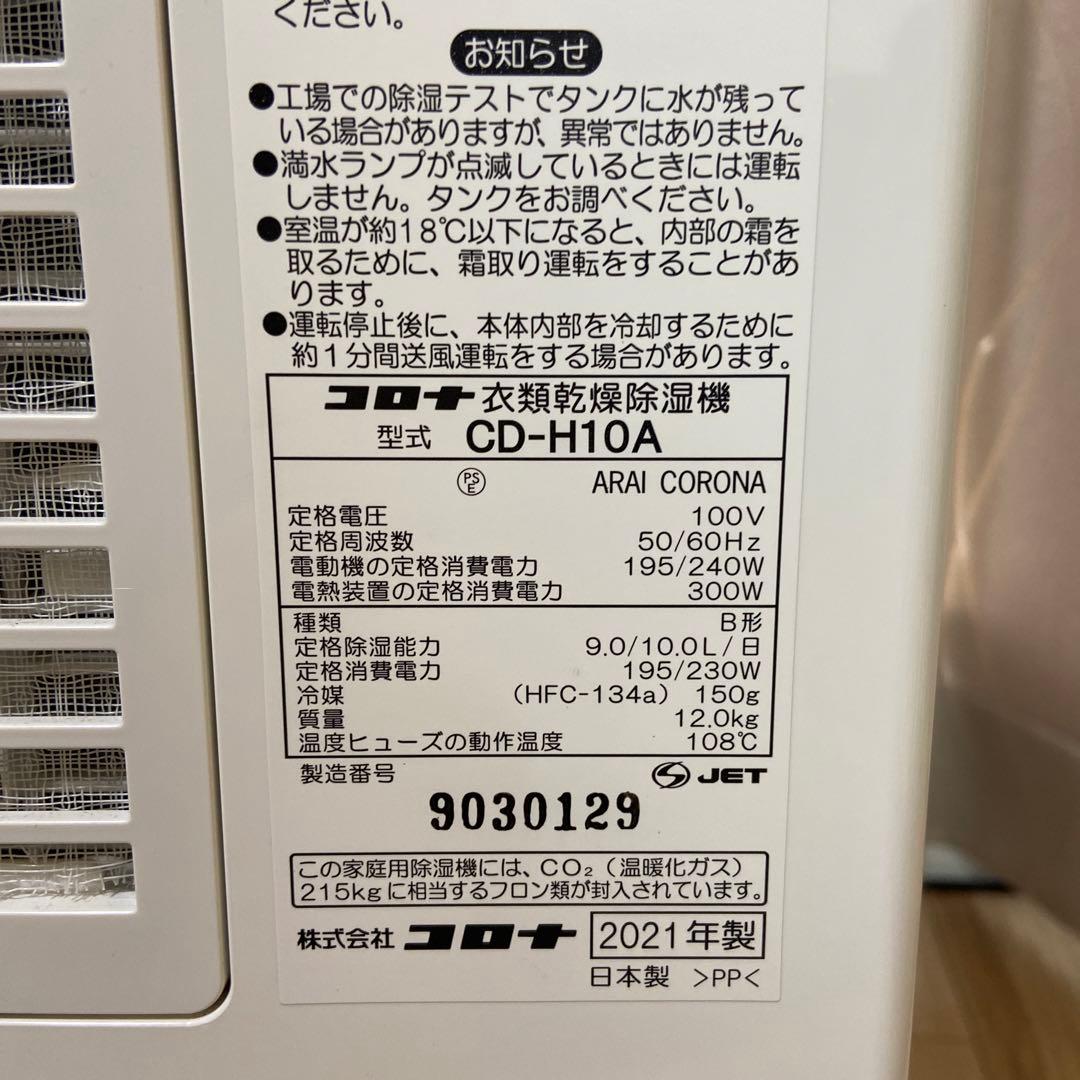 ください。
お知らせ
●工場での除湿テストでタンクに水が残って
いる場合がありますが、異常ではありません。
●満水ランプが点滅しているときには運転
しません。タンクをお調べください。
●室温が約18℃以下になると、内部の霜を
取るために、霜取り運転をすることがあ
ります。
●運転停止後に、本体内部を冷却するために
約1分間送風運転をする場合があります。
コロナ衣類乾燥除湿機
型式 CD-H10A
PSE ARAI CORONA
定格電圧 100V
定格周波数 50/60Hz
電動機の定格消費電力 195/240W
電熱装置の定格消費電力 300W
種類 B形
定格除湿能力 9.0/10.0L/日
定格消費電力 195/230W
冷媒 (HFC-134a) 150g
質量 12.0kg
温度ヒューズの動作温度 108℃
製造番号 JET
9030129
この家庭用除湿機には、CO₂(温暖化ガス)
215kgに相当するフロン類が封入されています。
株式会社 コロナ 2021年製
日本製 >PP<